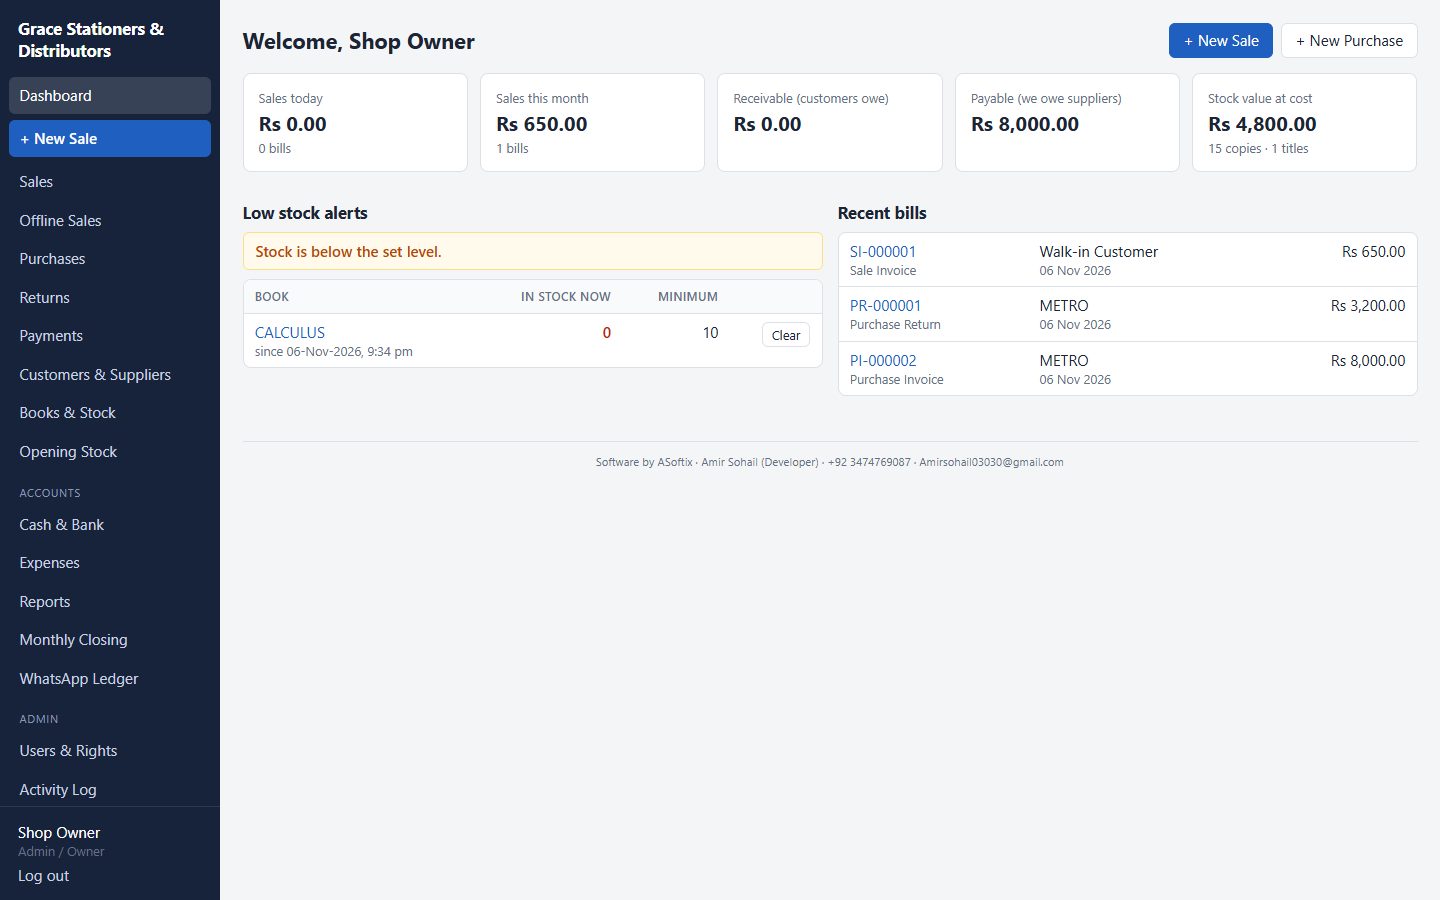 Grace Stationers &
Distributors
Dashboard
+ New Sale
Sales
Offline Sales
Purchases
Returns
Payments
Customers & Suppliers
Books & Stock
Opening Stock
ACCOUNTS
Cash & Bank
Expenses
Reports
Monthly Closing
WhatsApp Ledger
ADMIN
Users & Rights
Activity Log
Shop Owner
Admin / Owner
Log out
Welcome, Shop Owner
+ New Sale
+ New Purchase
Sales today
Rs 0.00
0 bills
Sales this month
Rs 650.00
1 bills
Receivable (customers owe)
Rs 0.00
Payable (we owe suppliers)
Rs 8,000.00
Stock value at cost
Rs 4,800.00
15 copies · 1 titles
Low stock alerts
Stock is below the set level.
BOOK IN STOCK NOW MINIMUM
CALCULUS 0 10 Clear
since 06-Nov-2026, 9:34 pm
Recent bills
SI-000001 Walk-in Customer Rs 650.00
Sale Invoice 06 Nov 2026
PR-000001 METRO Rs 3,200.00
Purchase Return 06 Nov 2026
PI-000002 METRO Rs 8,000.00
Purchase Invoice 06 Nov 2026
Software by ASoftix · Amir Sohail (Developer) · +92 3474769087 · Amirsohail03030@gmail.com